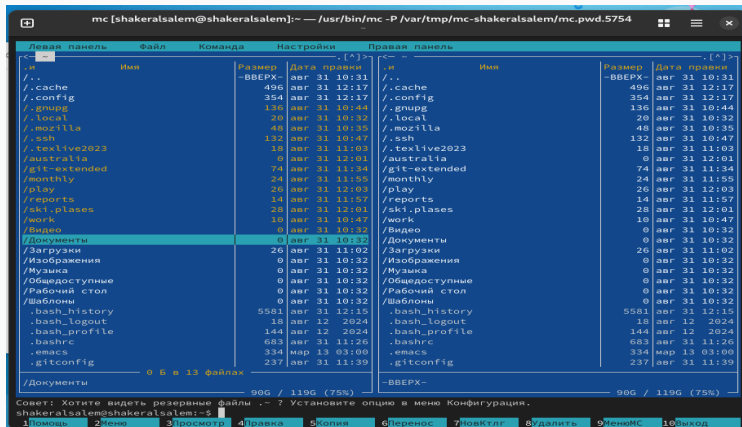 mc [shakeralsalem@shakeralsalem]:~ — /usr/bin/mc -P /var/tmp/mc-shakeralsalem/mc.pwd.5754
Левая панель Файл Команда Настройки Правая панель
<— ~ .[^]> <— ~ .[^]>
.и Имя Размер Дата правки .и Имя Размер Дата правки
/.. -ВВЕРХ- авг 31 10:31 /.. -ВВЕРХ- авг 31 10:31
/.cache 496 авг 31 12:17 /.cache 496 авг 31 12:17
/.config 354 авг 31 12:17 /.config 354 авг 31 12:17
/.gnupg 136 авг 31 10:44 /.gnupg 136 авг 31 10:44
/.local 20 авг 31 10:32 /.local 20 авг 31 10:32
/.mozilla 48 авг 31 10:35 /.mozilla 48 авг 31 10:35
/.ssh 132 авг 31 10:47 /.ssh 132 авг 31 10:47
/.texlive2023 18 авг 31 11:03 /.texlive2023 18 авг 31 11:03
/australia 0 авг 31 12:01 /australia 0 авг 31 12:01
/git-extended 74 авг 31 11:34 /git-extended 74 авг 31 11:34
/monthly 24 авг 31 11:55 /monthly 24 авг 31 11:55
/play 26 авг 31 12:03 /play 26 авг 31 12:03
/reports 14 авг 31 11:57 /reports 14 авг 31 11:57
/ski.plases 28 авг 31 12:01 /ski.plases 28 авг 31 12:01
/work 10 авг 31 10:47 /work 10 авг 31 10:47
/Видео 0 авг 31 10:32 /Видео 0 авг 31 10:32
/Документы 0 авг 31 10:32 /Документы 0 авг 31 10:32
/Загрузки 26 авг 31 11:02 /Загрузки 26 авг 31 11:02
/Изображения 0 авг 31 10:32 /Изображения 0 авг 31 10:32
/Музыка 0 авг 31 10:32 /Музыка 0 авг 31 10:32
/Общедоступные 0 авг 31 10:32 /Общедоступные 0 авг 31 10:32
/Рабочий стол 0 авг 31 10:32 /Рабочий стол 0 авг 31 10:32
/Шаблоны 0 авг 31 10:32 /Шаблоны 0 авг 31 10:32
.bash_history 5581 авг 31 12:15 .bash_history 5581 авг 31 12:15
.bash_logout 18 авг 12 2024 .bash_logout 18 авг 12 2024
.bash_profile 144 авг 12 2024 .bash_profile 144 авг 12 2024
.bashrc 683 авг 31 11:26 .bashrc 683 авг 31 11:26
.emacs 334 мар 13 03:00 .emacs 334 мар 13 03:00
.gitconfig 237 авг 31 11:39 .gitconfig 237 авг 31 11:39
0 Б в 13 файлах
/Документы -ВВЕРХ-
90G / 119G (75%) 90G / 119G (75%)
Совет: Хотите видеть резервные файлы .~ ? Установите опцию в меню Конфигурация.
shakeralsalem@shakeralsalem:~$
1Помощь 2Меню 3Просмотр 4Правка 5Копия 6Перенос 7НовКтлг 8Удалить 9МенюMC 10Выход